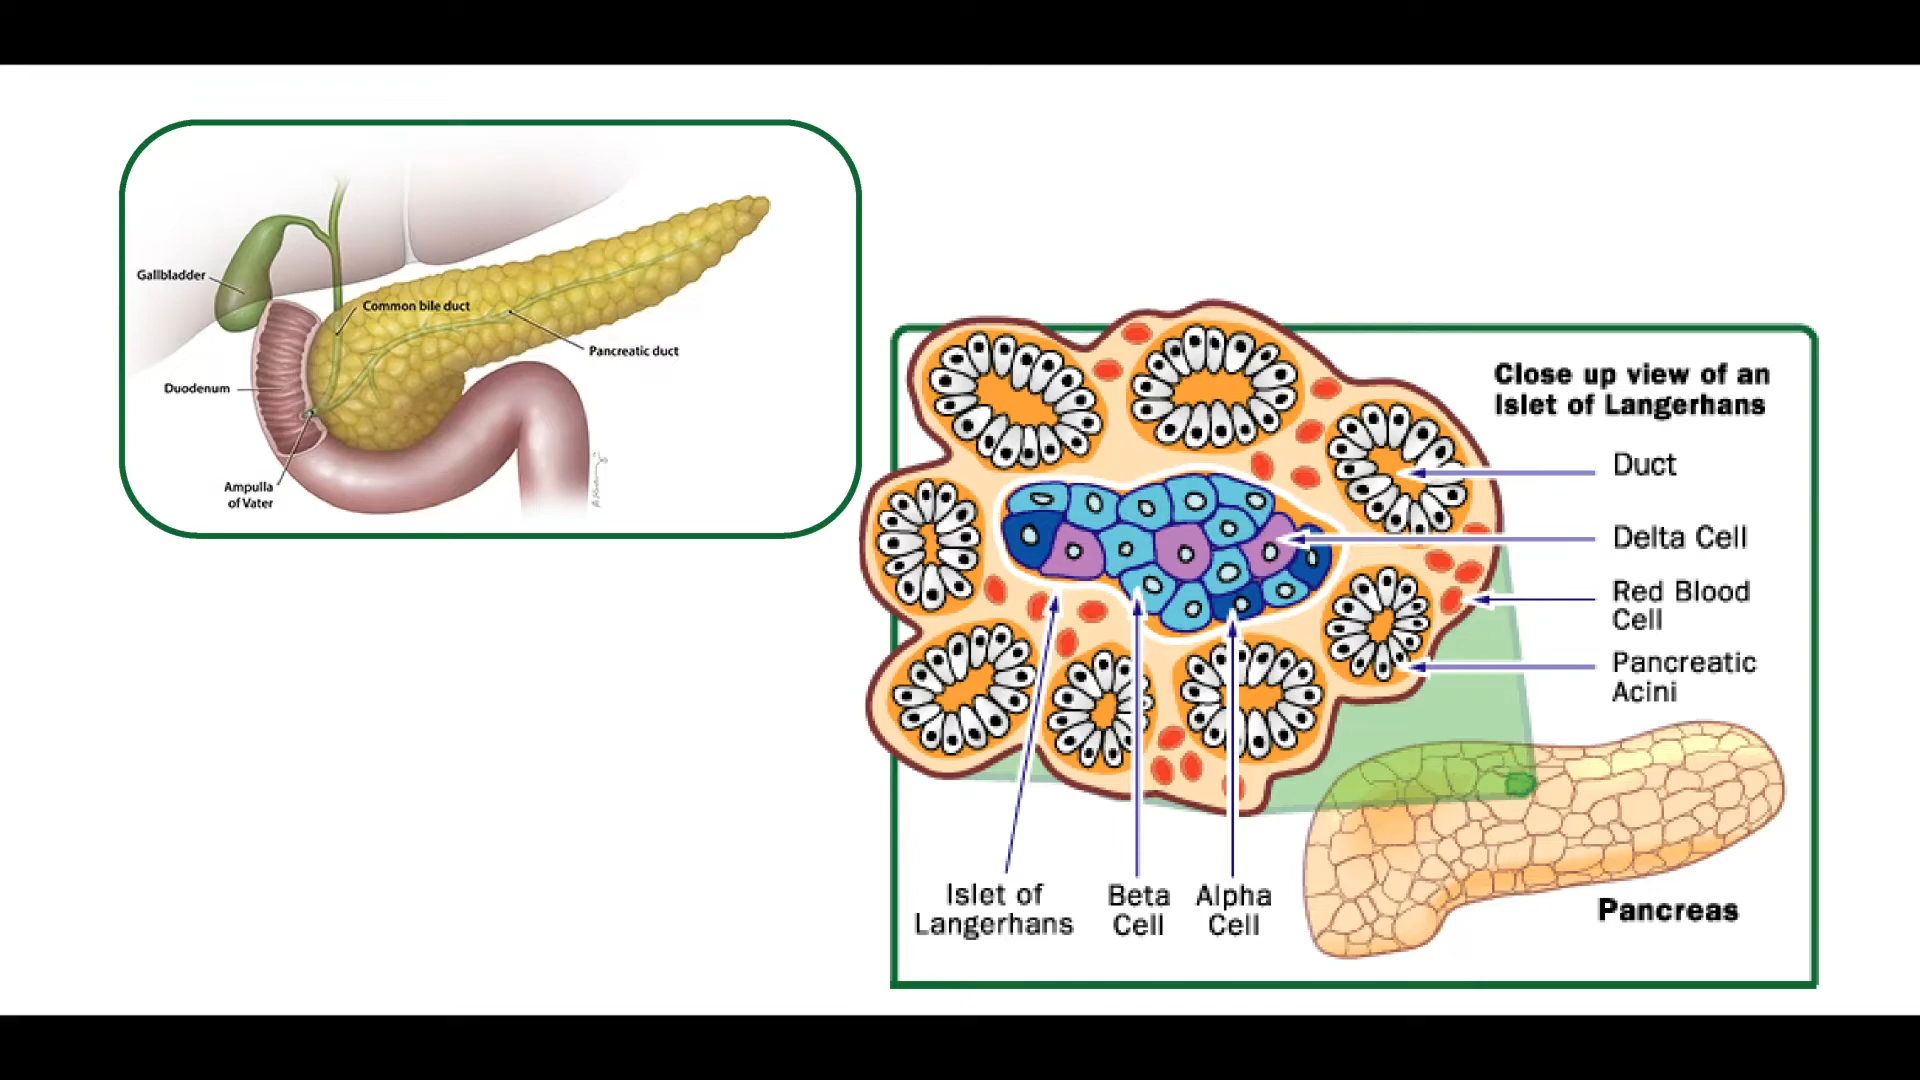 Gallbladder
Common bile duct
Pancreatic duct
Duodenum
Ampulla
of Vater
Close up view of an
Islet of Langerhans
Duct
Delta Cell
Red Blood
Cell
Pancreatic
Acini
Islet of
Langerhans
Beta
Cell
Alpha
Cell
Pancreas